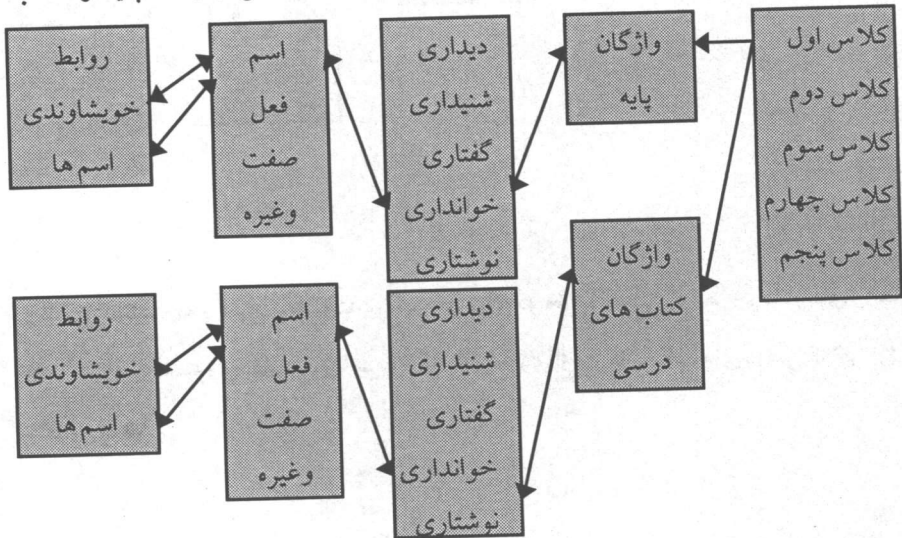 کلاس اول
کلاس دوم
کلاس سوم
کلاس چهارم
کلاس پنجم
واژگان
پایه
دیداری
شنیداری
گفتاری
خوانداری
نوشتاری
اسم
فعل
صفت
وغیره
روابط
خویشاوندی
اسم ها
واژگان
کتاب های
درسی
دیداری
شنیداری
گفتاری
خوانداری
نوشتاری
اسم
فعل
صفت
وغیره
روابط
خویشاوندی
اسم ها